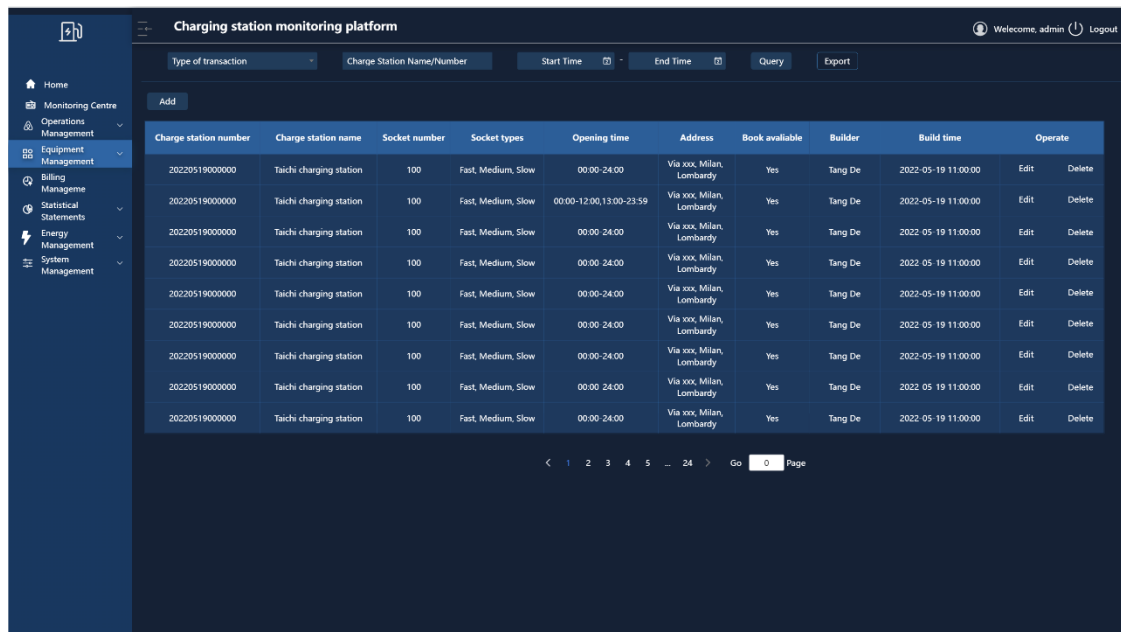 Charging station monitoring platform
Welecome, admin Logout
Type of transaction Charge Station Name/Number Start Time - End Time Query Export
Home
Monitoring Centre
Operations
Management
Equipment
Management
Billing
Manageme
Statistical
Statements
Energy
Management
System
Management
Add
Charge station number Charge station name Socket number Socket types Opening time Address Book avaliable Builder Build time Operate
20220519000000 Taichi charging station 100 Fast, Medium, Slow 00:00-24:00 Via xxx, Milan, Lombardy Yes Tang De 2022-05-19 11:00:00 Edit Delete
20220519000000 Taichi charging station 100 Fast, Medium, Slow 00:00-12:00,13:00-23:59 Via xxx, Milan, Lombardy Yes Tang De 2022-05-19 11:00:00 Edit Delete
20220519000000 Taichi charging station 100 Fast, Medium, Slow 00:00-24:00 Via xxx, Milan, Lombardy Yes Tang De 2022-05-19 11:00:00 Edit Delete
20220519000000 Taichi charging station 100 Fast, Medium, Slow 00:00-24:00 Via xxx, Milan, Lombardy Yes Tang De 2022-05-19 11:00:00 Edit Delete
20220519000000 Taichi charging station 100 Fast, Medium, Slow 00:00-24:00 Via xxx, Milan, Lombardy Yes Tang De 2022-05-19 11:00:00 Edit Delete
20220519000000 Taichi charging station 100 Fast, Medium, Slow 00:00-24:00 Via xxx, Milan, Lombardy Yes Tang De 2022-05-19 11:00:00 Edit Delete
20220519000000 Taichi charging station 100 Fast, Medium, Slow 00:00-24:00 Via xxx, Milan, Lombardy Yes Tang De 2022-05-19 11:00:00 Edit Delete
20220519000000 Taichi charging station 100 Fast, Medium, Slow 00:00-24:00 Via xxx, Milan, Lombardy Yes Tang De 2022-05-19 11:00:00 Edit Delete
20220519000000 Taichi charging station 100 Fast, Medium, Slow 00:00-24:00 Via xxx, Milan, Lombardy Yes Tang De 2022-05-19 11:00:00 Edit Delete
< 1 2 3 4 5 ... 24 > Go 0 Page